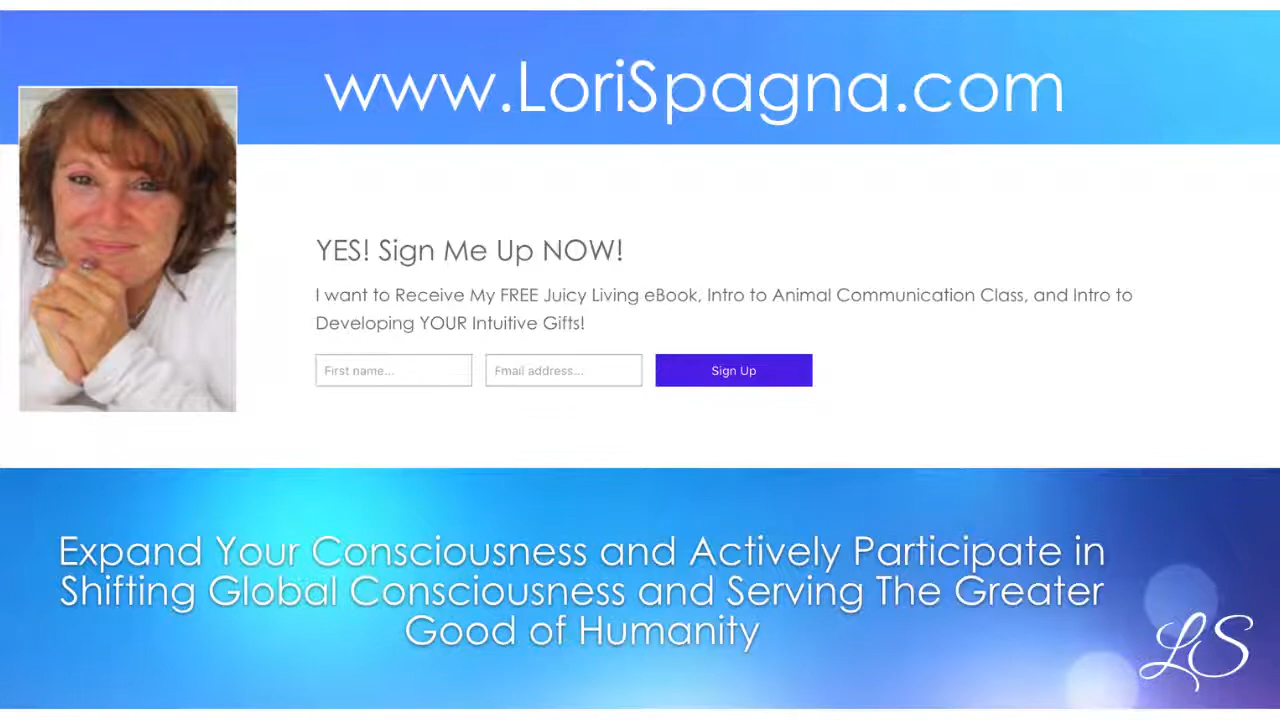 www.LoriSpagna.com
YES! Sign Me Up NOW!
I want to Receive My FREE Juicy Living eBook, Intro to Animal Communication Class, and Intro to
Developing YOUR Intuitive Gifts!
First name... Email address... Sign Up
Expand Your Consciousness and Actively Participate in
Shifting Global Consciousness and Serving The Greater
Good of Humanity
LS